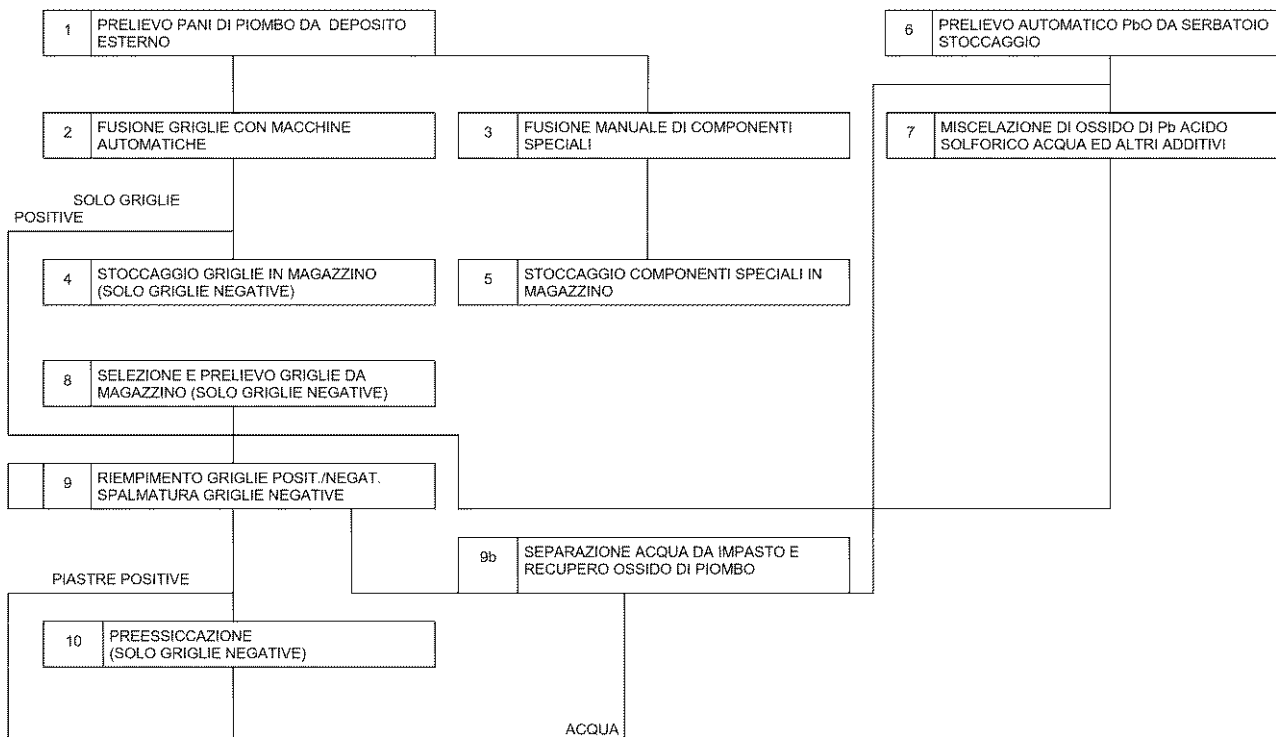 1
PRELIEVO PANI DI PIOMBO DA DEPOSITO
ESTERNO
6
PRELIEVO AUTOMATICO PbO DA SERBATOIO
STOCCAGGIO
2
FUSIONE GRIGLIE CON MACCHINE
AUTOMATICHE
3
FUSIONE MANUALE DI COMPONENTI
SPECIALI
7
MISCELAZIONE DI OSSIDO DI Pb ACIDO
SOLFORICO ACQUA ED ALTRI ADDITIVI
SOLO GRIGLIE
POSITIVE
4
STOCCAGGIO GRIGLIE IN MAGAZZINO
(SOLO GRIGLIE NEGATIVE)
5
STOCCAGGIO COMPONENTI SPECIALI IN
MAGAZZINO
8
SELEZIONE E PRELIEVO GRIGLIE DA
MAGAZZINO (SOLO GRIGLIE NEGATIVE)
9
RIEMPIMENTO GRIGLIE POSIT./NEGAT.
SPALMATURA GRIGLIE NEGATIVE
9b
SEPARAZIONE ACQUA DA IMPASTO E
RECUPERO OSSIDO DI PIOMBO
PIASTRE POSITIVE
10
PREESSICCAZIONE
(SOLO GRIGLIE NEGATIVE)
ACQUA